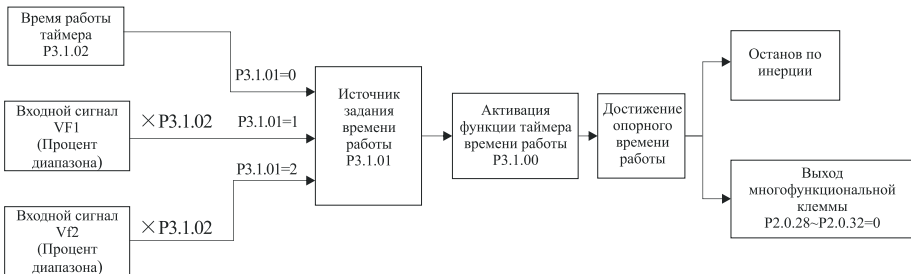 Время работы
таймера
P3.1.02
P3.1.01=0
Входной сигнал
VF1
(Процент
диапазона)
×P3.1.02
P3.1.01=1
P3.1.01=2
Входной сигнал
Vf2
(Процент
диапазона)
×P3.1.02
Источник
задания
времени
работы
P3.1.01
Активация
функции таймера
времени работы
P3.1.00
Достижение
опорного
времени
работы
Останов по
инерции
Выход
многофункциональной
клеммы
P2.0.28~P2.0.32=0